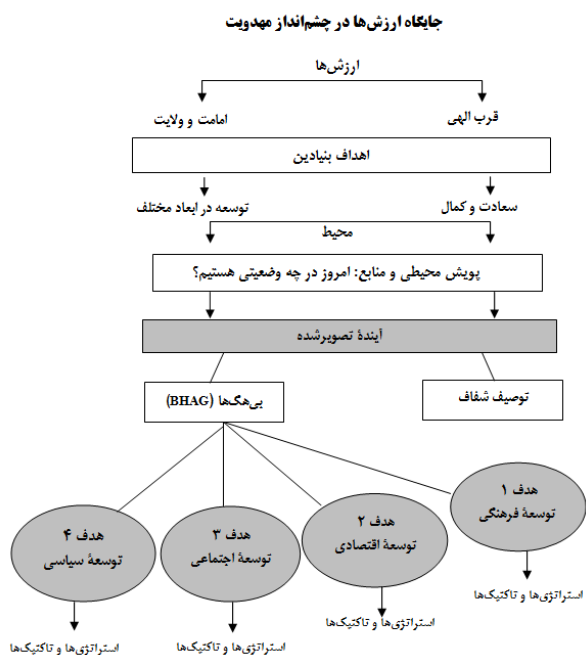 جایگاه ارزش‌ها در چشم‌انداز مهدویت
ارزش‌ها
قرب الهی
امامت و ولایت
اهداف بنیادین
سعادت و کمال
توسعه در ابعاد مختلف
محیط
پویش محیطی و منابع: امروز در چه وضعیتی هستیم؟
آیندهٔ تصویرشده
توصیف شفاف
بی‌هگ‌ها (BHAG)
هدف ۱
توسعهٔ فرهنگی
هدف ۲
توسعهٔ اقتصادی
هدف ۳
توسعهٔ اجتماعی
هدف ۴
توسعهٔ سیاسی
استراتژی‌ها و تاکتیک‌ها
استراتژی‌ها و تاکتیک‌ها
استراتژی‌ها و تاکتیک‌ها
استراتژی‌ها و تاکتیک‌ها